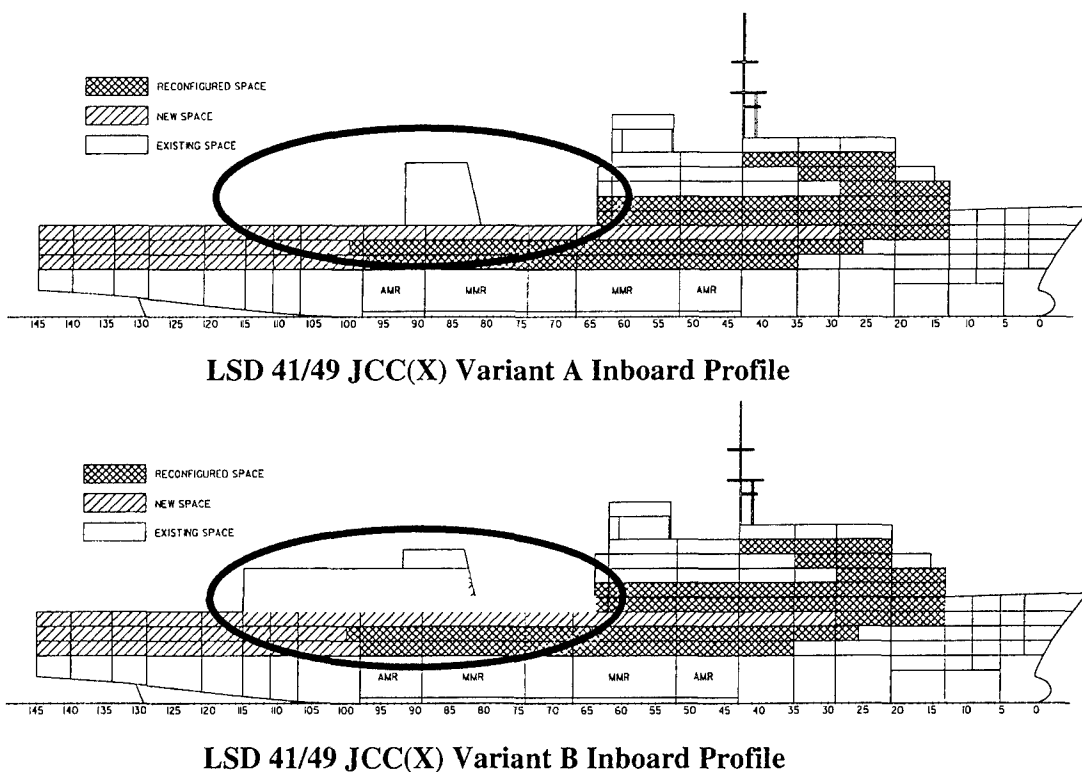 RECONFIGURED SPACE
NEW SPACE
EXISTING SPACE
AMR MMR MMR AMR
145 140 135 130 125 120 115 110 105 100 95 90 85 80 75 70 65 60 55 50 45 40 35 30 25 20 15 10 5 0
LSD 41/49 JCC(X) Variant A Inboard Profile
RECONFIGURED SPACE
NEW SPACE
EXISTING SPACE
AMR MMR MMR AMR
145 140 135 130 125 120 115 110 105 100 95 90 85 80 75 70 65 60 55 50 45 40 35 30 25 20 15 10 5 0
LSD 41/49 JCC(X) Variant B Inboard Profile